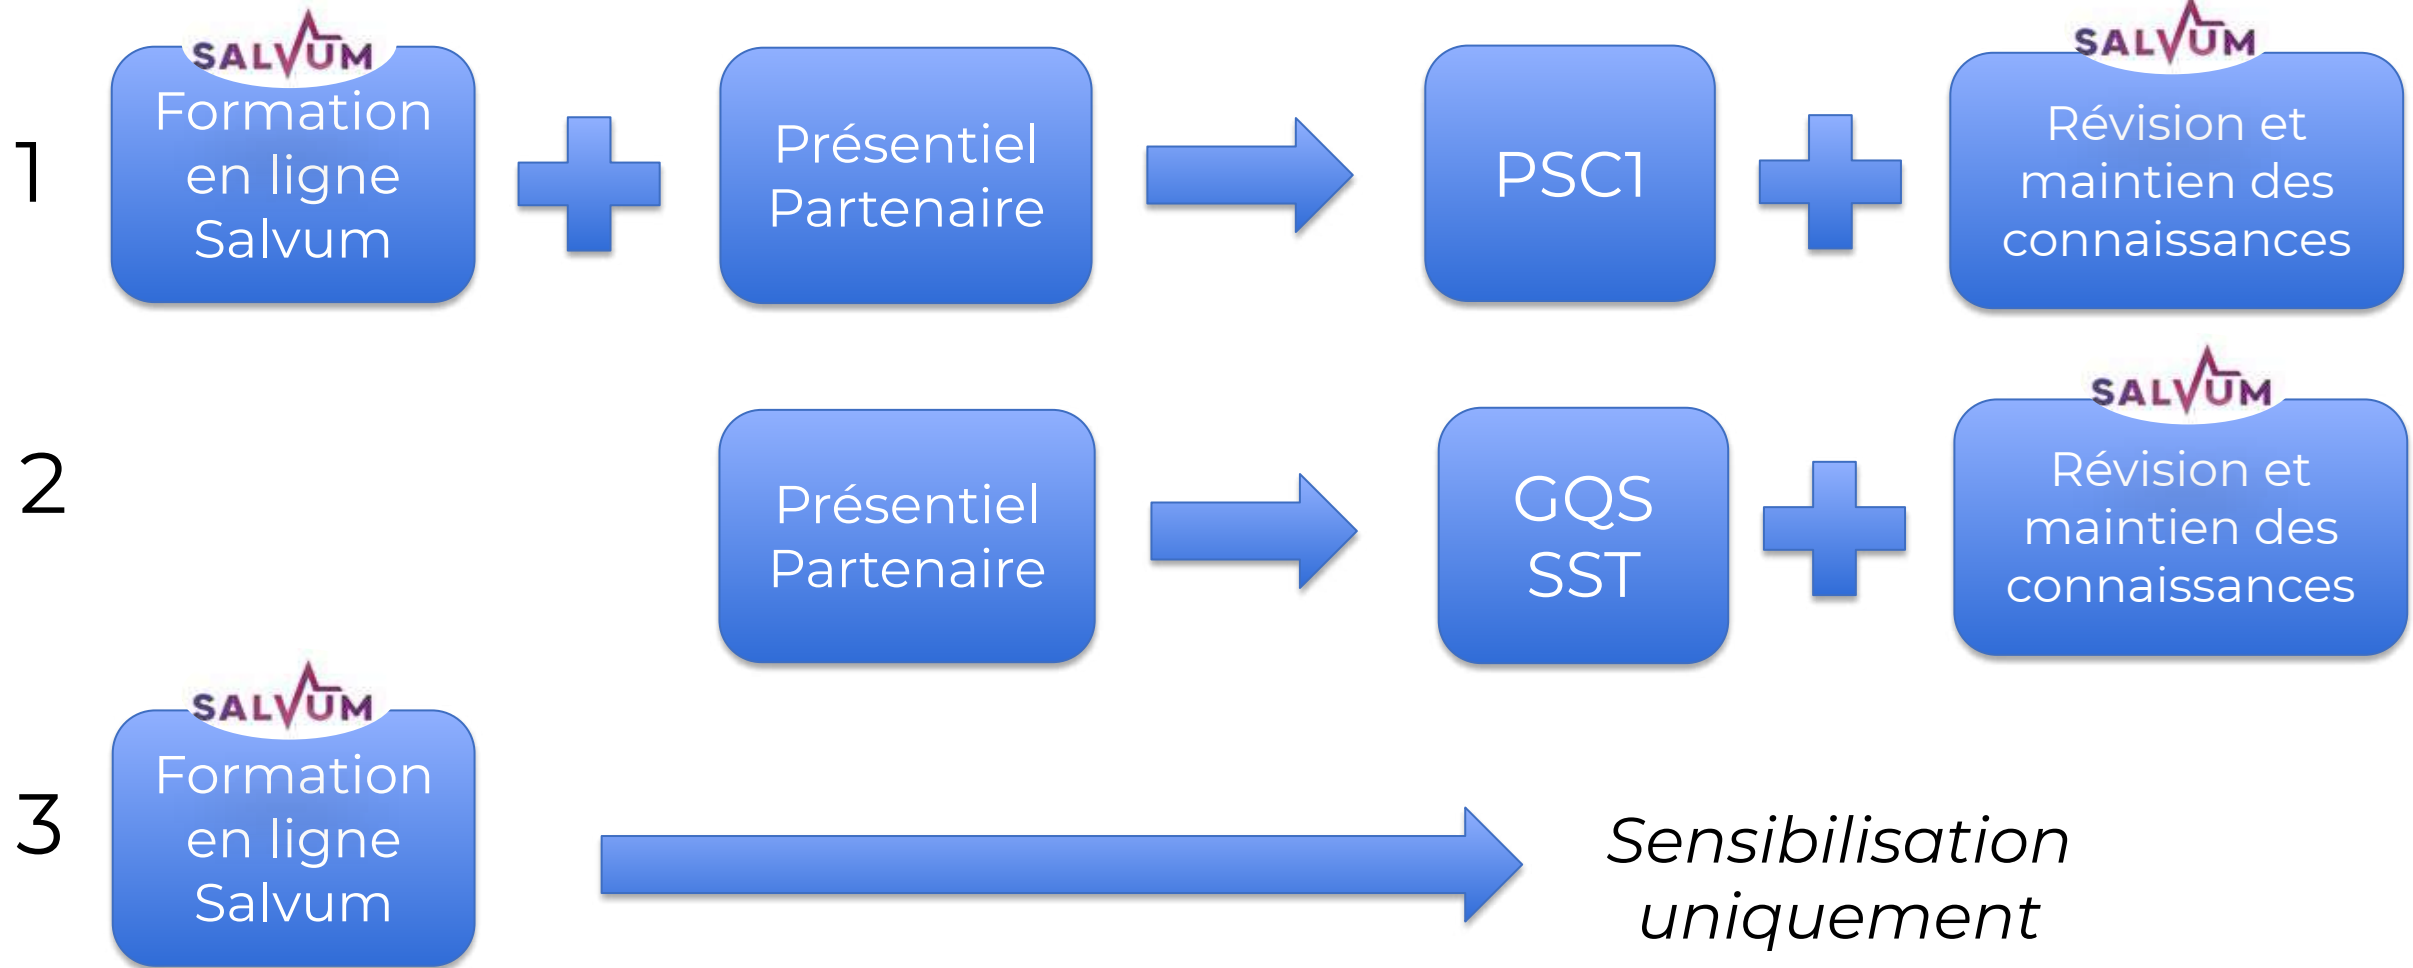 1
SALVUM
Formation
en ligne
Salvum
Présentiel
Partenaire
PSC1
SALVUM
Révision et
maintien des
connaissances
2
Présentiel
Partenaire
GQS
SST
SALVUM
Révision et
maintien des
connaissances
3
SALVUM
Formation
en ligne
Salvum
Sensibilisation
uniquement